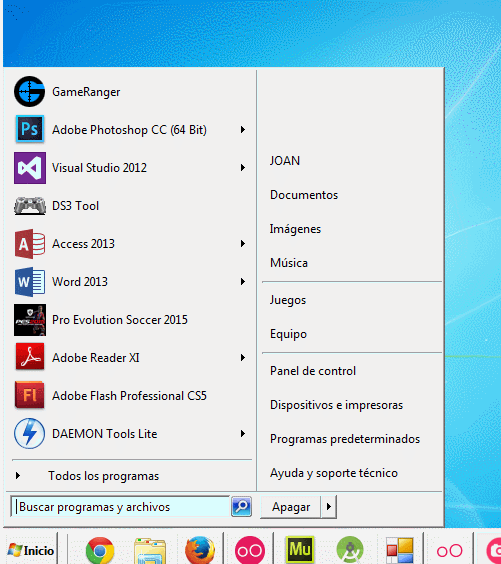 GameRanger
Ps Adobe Photoshop CC (64 Bit)
Visual Studio 2012
DS3 Tool
A Access 2013
W Word 2013
Pro Evolution Soccer 2015
Adobe Reader XI
Fl Adobe Flash Professional CS5
DAEMON Tools Lite
Todos los programas
Buscar programas y archivos
JOAN
Documentos
Imágenes
Música
Juegos
Equipo
Panel de control
Dispositivos e impresoras
Programas predeterminados
Ayuda y soporte técnico
Apagar
Inicio
Mu